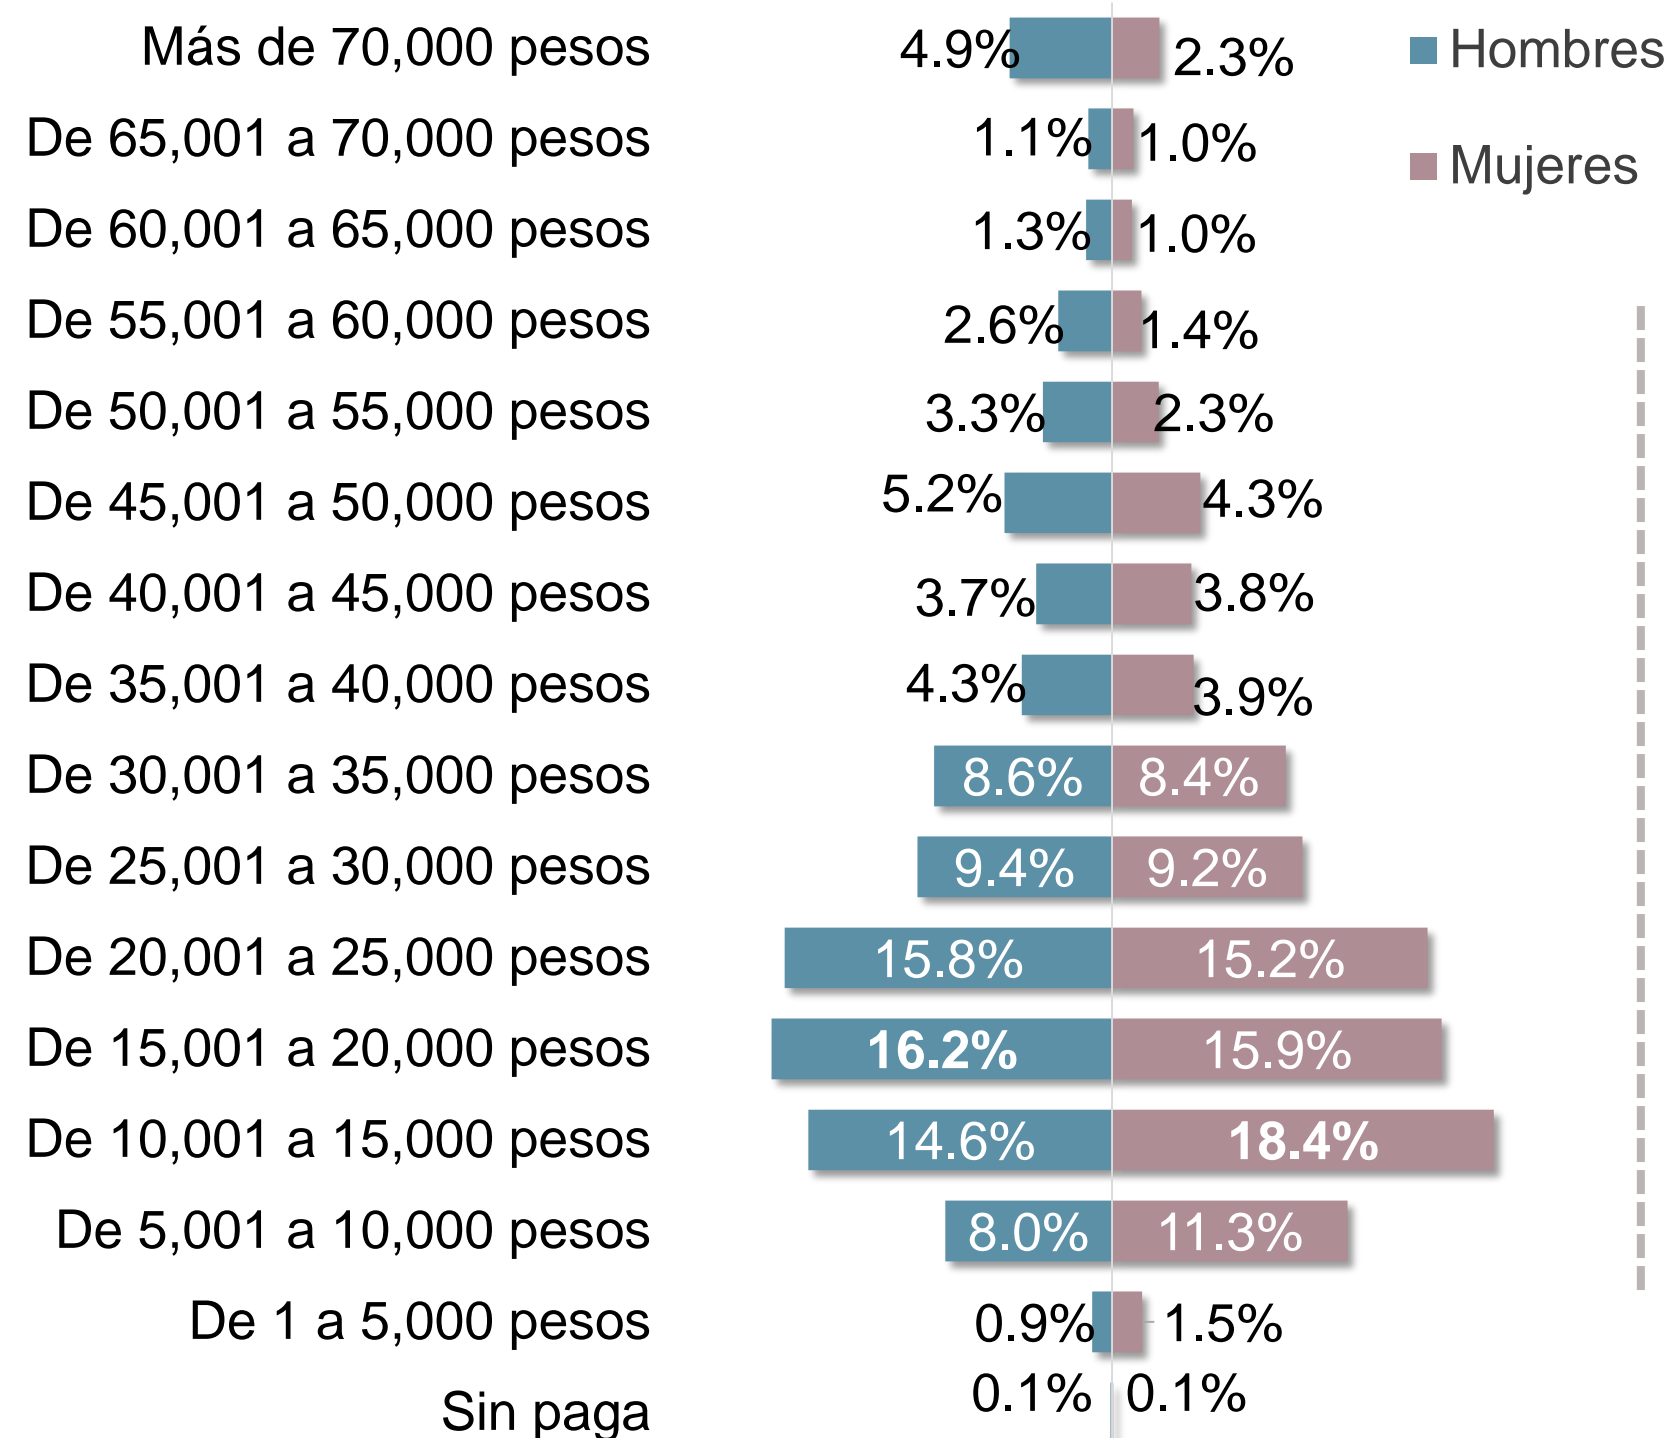 Más de 70,000 pesos 4.9% 2.3% Hombres
De 65,001 a 70,000 pesos 1.1% 1.0% Mujeres
De 60,001 a 65,000 pesos 1.3% 1.0%
De 55,001 a 60,000 pesos 2.6% 1.4%
De 50,001 a 55,000 pesos 3.3% 2.3%
De 45,001 a 50,000 pesos 5.2% 4.3%
De 40,001 a 45,000 pesos 3.7% 3.8%
De 35,001 a 40,000 pesos 4.3% 3.9%
De 30,001 a 35,000 pesos 8.6% 8.4%
De 25,001 a 30,000 pesos 9.4% 9.2%
De 20,001 a 25,000 pesos 15.8% 15.2%
De 15,001 a 20,000 pesos 16.2% 15.9%
De 10,001 a 15,000 pesos 14.6% 18.4%
De 5,001 a 10,000 pesos 8.0% 11.3%
De 1 a 5,000 pesos 0.9% 1.5%
Sin paga 0.1% 0.1%